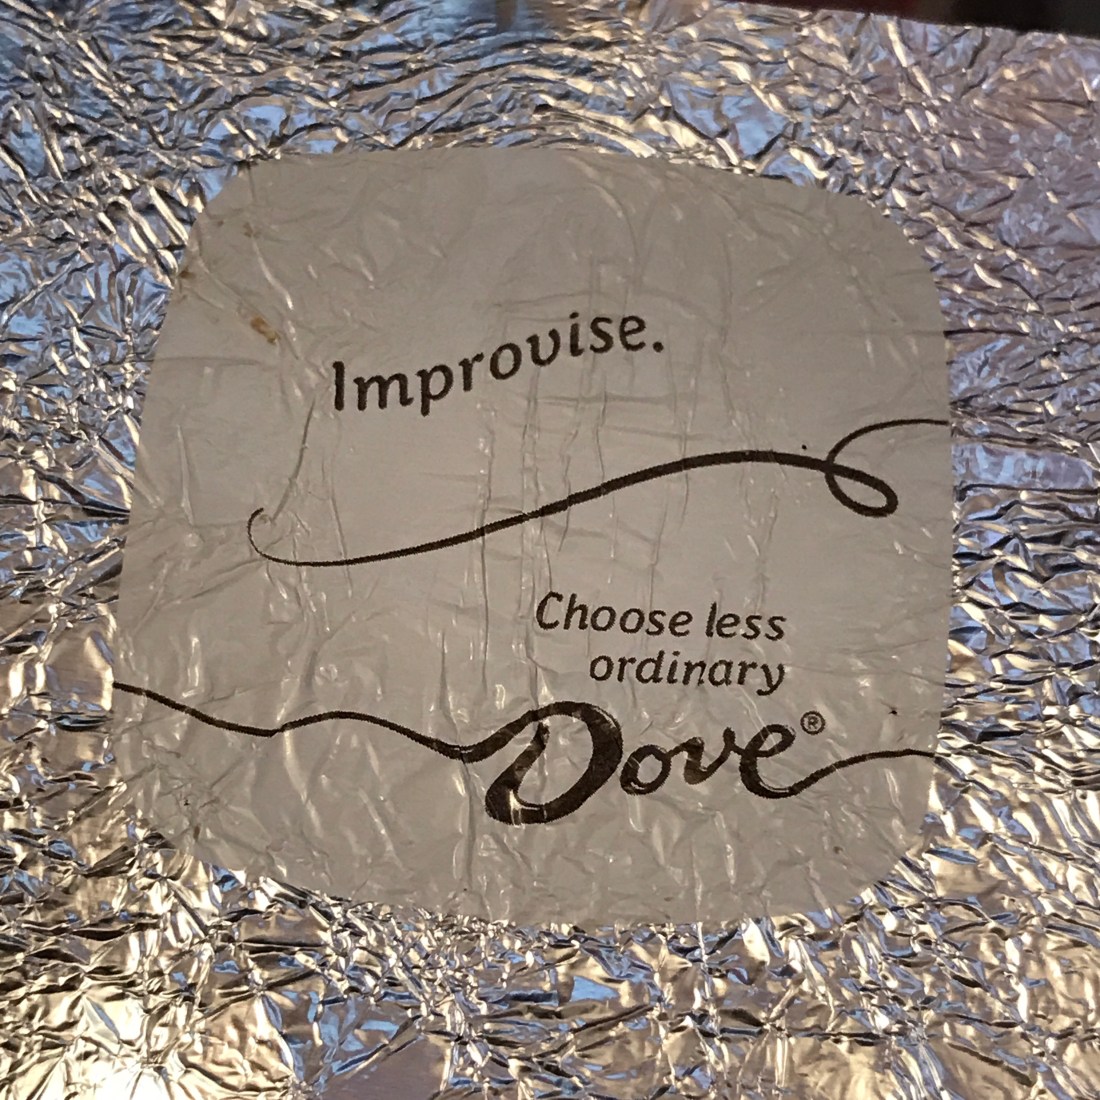 Improvise.
Choose less
ordinary
Dove®